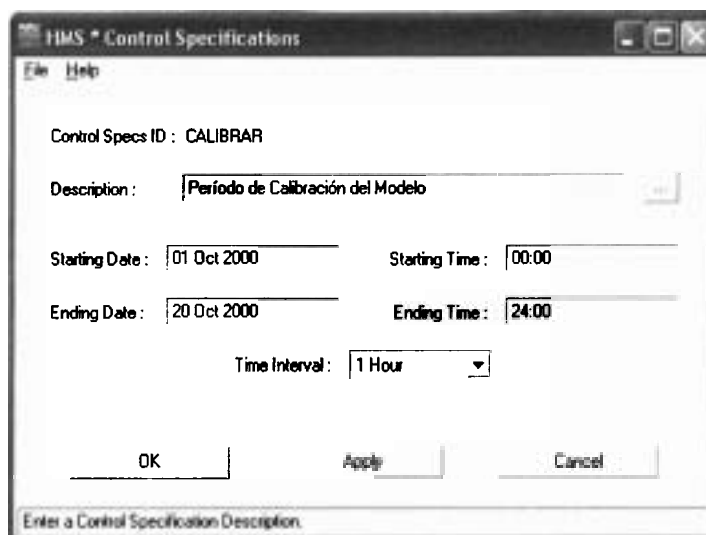 HMS * Control Specifications
File Help
Control Specs ID : CALIBRAR
Description : Período de Calibración del Modelo ...
Starting Date : 01 Oct 2000 Starting Time : 00:00
Ending Date : 20 Oct 2000 Ending Time : 24:00
Time Interval : 1 Hour
OK Apply Cancel
Enter a Control Specification Description.